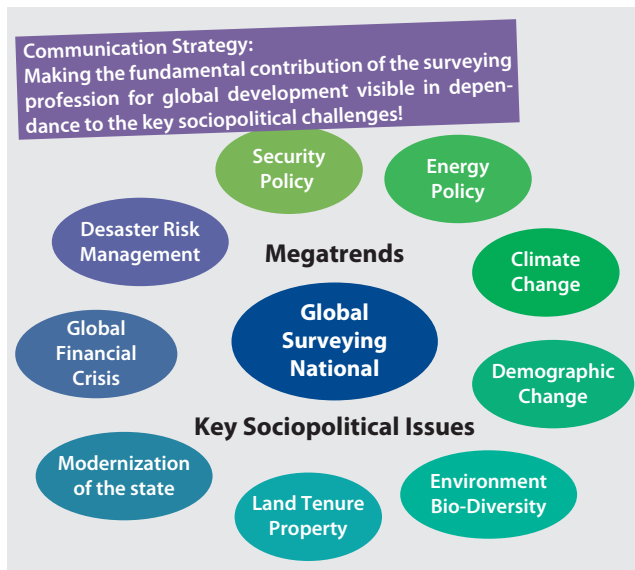 Communication Strategy:
Making the fundamental contribution of the surveying
profession for global development visible in depen-
dance to the key sociopolitical challenges!
Security
Policy
Energy
Policy
Desaster Risk
Management
Megatrends
Climate
Change
Global
Surveying
National
Global
Financial
Crisis
Demographic
Change
Key Sociopolitical Issues
Modernization
of the state
Land Tenure
Property
Environment
Bio-Diversity